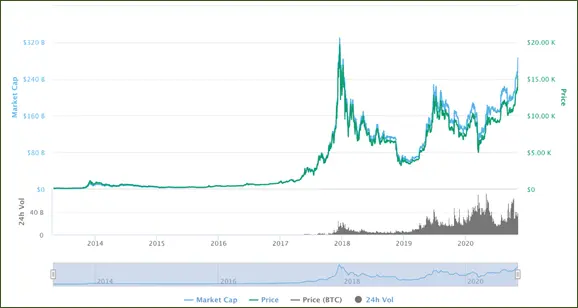 $320 B
$20.00 K
$240 B
$15.00 K
Market Cap
Price
$160 B
$10.00 K
$80 B
$5.00 K
$0
$0
24h Vol
40 B
0
2014
2015
2016
2017
2018
2019
2020
2014
2016
2018
2020
Market Cap
Price
Price (BTC)
24h Vol